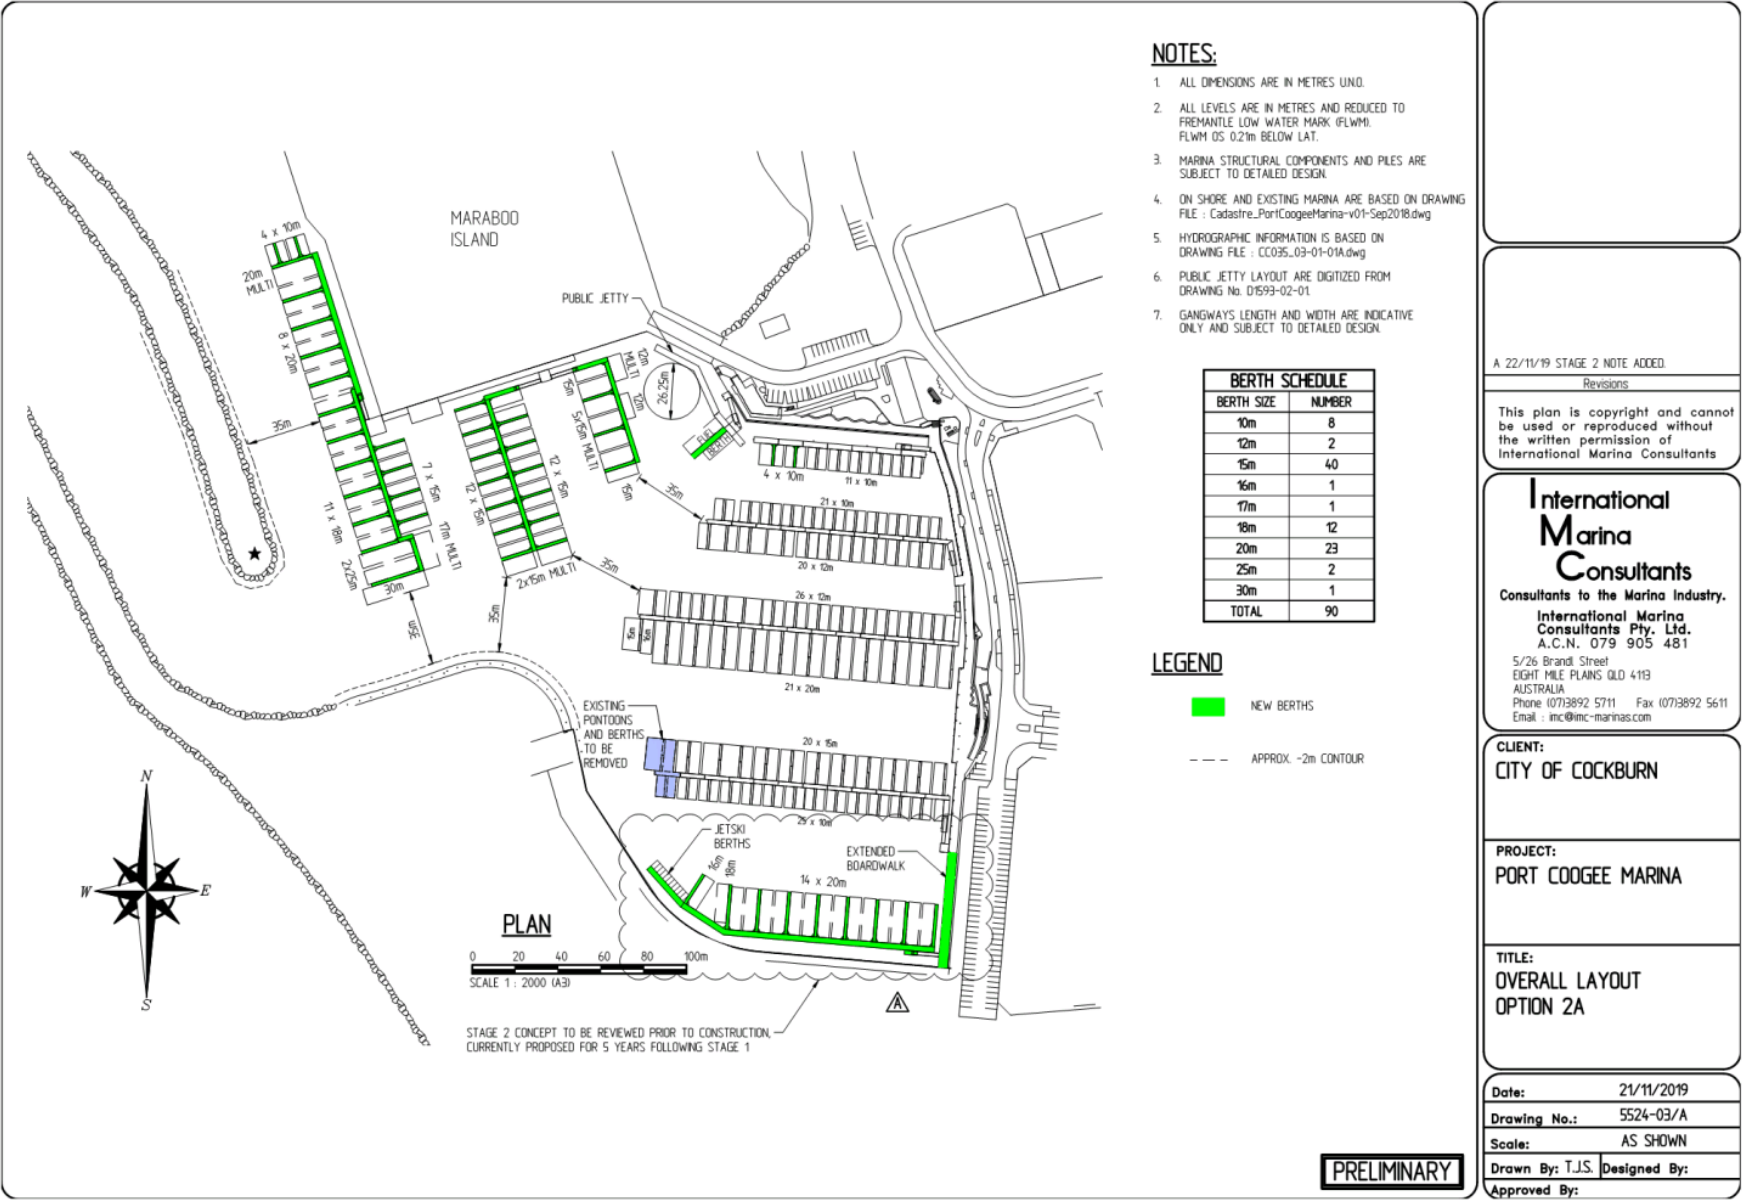 NOTES:
1. ALL DIMENSIONS ARE IN METRES U.N.O.
2. ALL LEVELS ARE IN METRES AND REDUCED TO
FREMANTLE LOW WATER MARK (FLWM).
FLWM OS 0.21m BELOW LAT.
3. MARINA STRUCTURAL COMPONENTS AND PILES ARE
SUBJECT TO DETAILED DESIGN.
4. ON SHORE AND EXISTING MARINA ARE BASED ON DRAWING
FILE : Cadastre_PortCoogeeMarina-v01-Sep2018.dwg
5. HYDROGRAPHIC INFORMATION IS BASED ON
DRAWING FILE : CC035_03-01-01A.dwg
6. PUBLIC JETTY LAYOUT ARE DIGITIZED FROM
DRAWING No. D1593-02-01.
7. GANGWAYS LENGTH AND WIDTH ARE INDICATIVE
ONLY AND SUBJECT TO DETAILED DESIGN.
BERTH SCHEDULE
BERTH SIZE NUMBER
10m 8
12m 2
15m 40
16m 1
17m 1
18m 12
20m 23
25m 2
30m 1
TOTAL 90
LEGEND
NEW BERTHS
APPROX. -2m CONTOUR
MARABOO
ISLAND
4 x 10m
20m
MULTI
8 x 20m
35m
11 x 18m
7 x 15m
17m MULTI
2x25m
30m
35m
PUBLIC JETTY
12m
MULTI
15m
12m
26.25m
5x15m MULTI
15m
FUEL
BERTH
12 x 15m
12 x 15m
2x15m MULTI
35m
35m
35m
4 x 10m
11 x 10m
21 x 10m
20 x 12m
26 x 12m
15m
16m
21 x 20m
EXISTING
PONTOONS
AND BERTHS
TO BE
REMOVED
20 x 15m
25 x 10m
JETSKI
BERTHS
16m
18m
14 x 20m
EXTENDED
BOARDWALK
N
W
E
S
PLAN
0 20 40 60 80 100m
SCALE 1 : 2000 (A3)
A
STAGE 2 CONCEPT TO BE REVIEWED PRIOR TO CONSTRUCTION,
CURRENTLY PROPOSED FOR 5 YEARS FOLLOWING STAGE 1
PRELIMINARY
A 22/11/19 STAGE 2 NOTE ADDED.
Revisions
This plan is copyright and cannot
be used or reproduced without
the written permission of
International Marina Consultants
International
Marina
Consultants
Consultants to the Marina Industry.
International Marina
Consultants Pty. Ltd.
A.C.N. 079 905 481
5/26 Brandl Street
EIGHT MILE PLAINS QLD 4113
AUSTRALIA
Phone (07)3892 5711 Fax (07)3892 5611
Email : imc@imc-marinas.com
CLIENT:
CITY OF COCKBURN
PROJECT:
PORT COOGEE MARINA
TITLE:
OVERALL LAYOUT
OPTION 2A
Date: 21/11/2019
Drawing No.: 5524-03/A
Scale: AS SHOWN
Drawn By: T.J.S. Designed By:
Approved By: